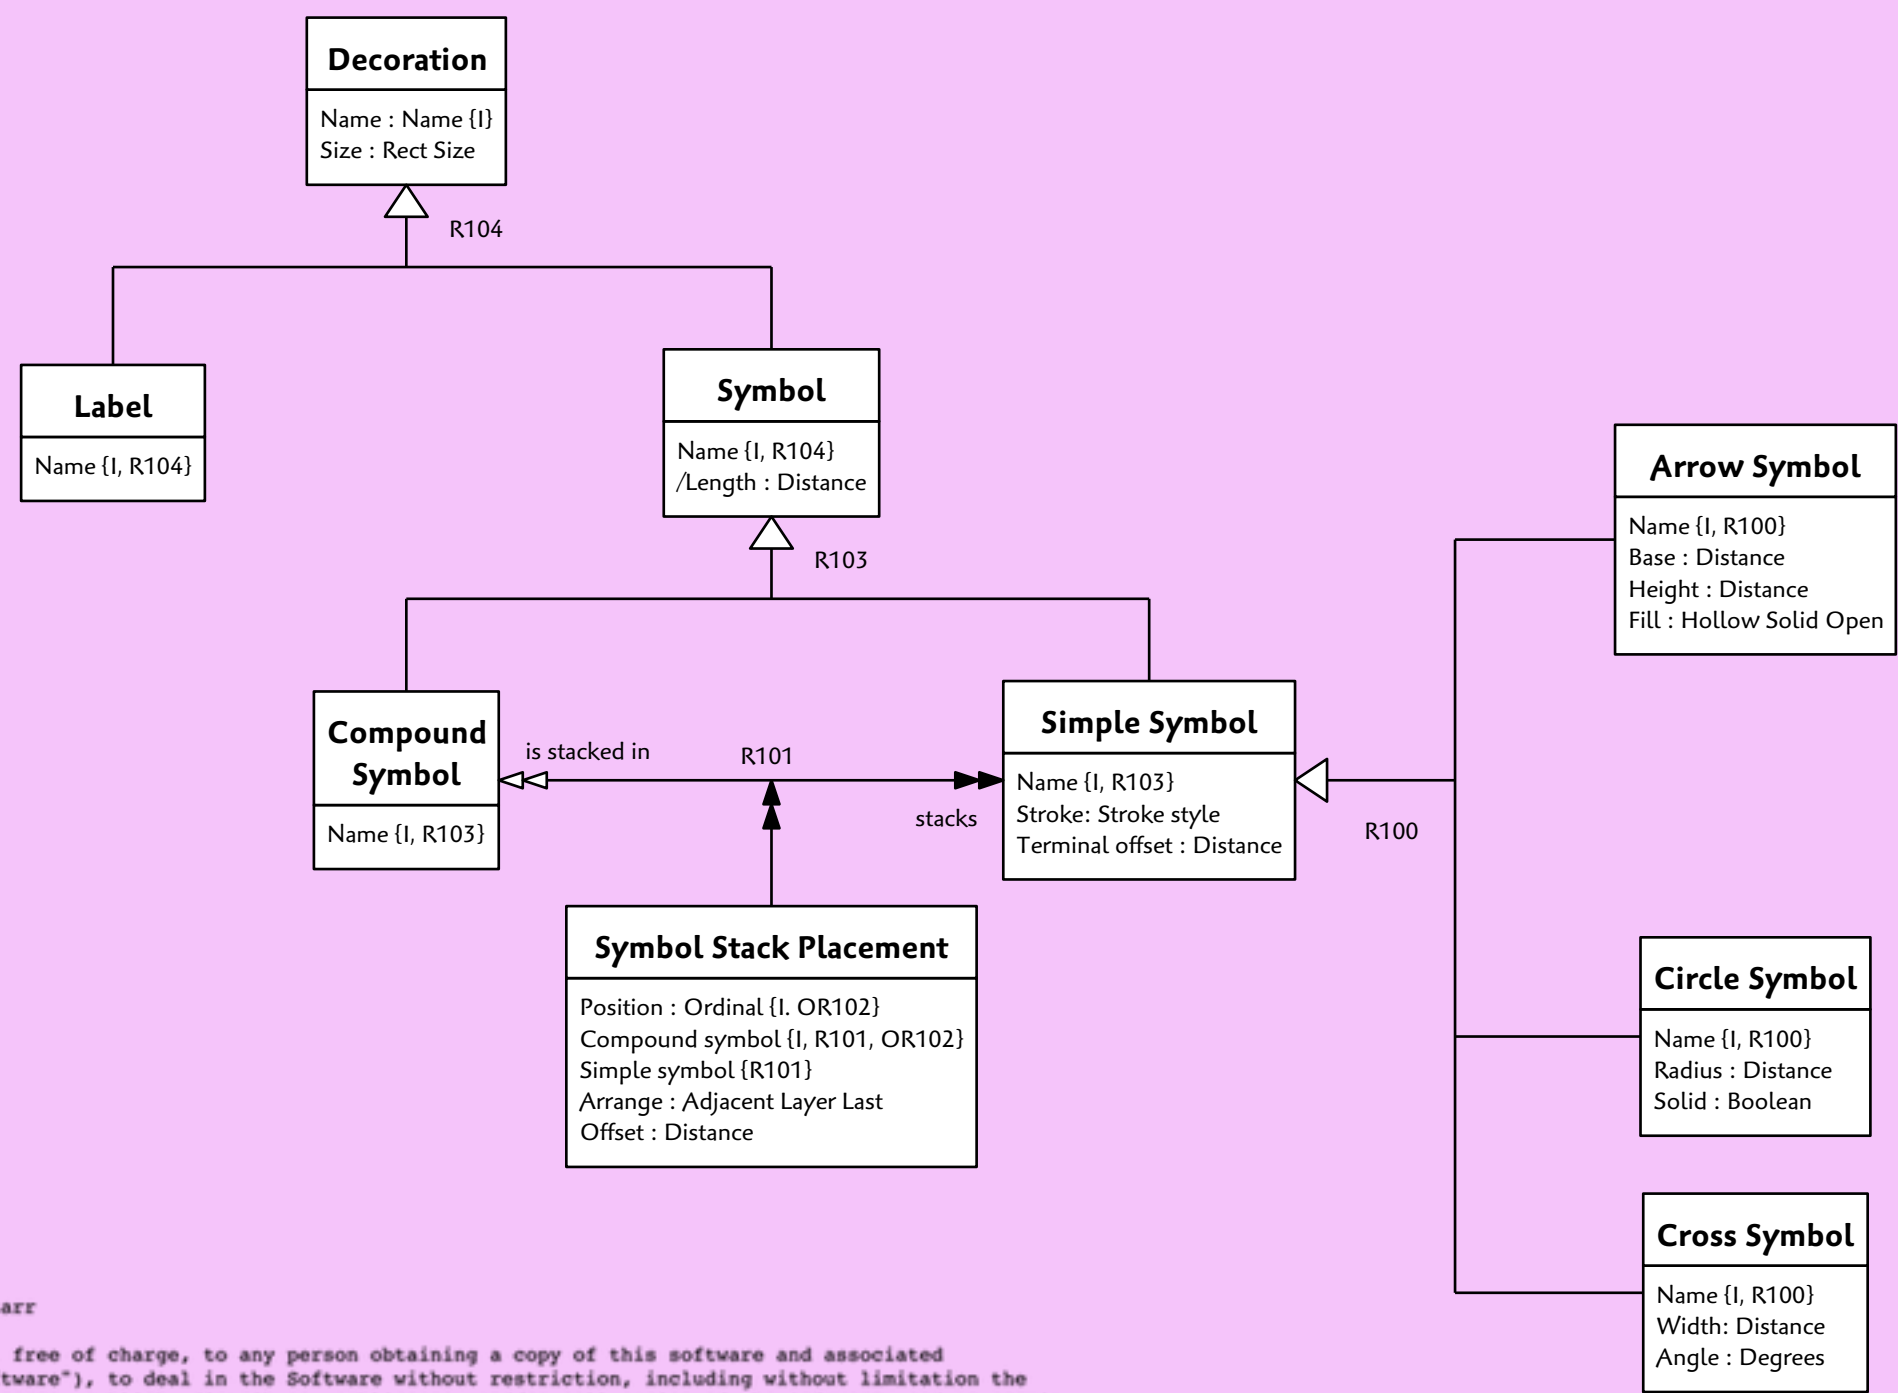 Decoration
Name : Name {I}
Size : Rect Size
R104
Label
Name {I, R104}
Symbol
Name {I, R104}
/Length : Distance
R103
Compound
Symbol
Name {I, R103}
is stacked in
R101
stacks
Simple Symbol
Name {I, R103}
Stroke: Stroke style
Terminal offset : Distance
R100
Symbol Stack Placement
Position : Ordinal {I. OR102}
Compound symbol {I, R101, OR102}
Simple symbol {R101}
Arrange : Adjacent Layer Last
Offset : Distance
Arrow Symbol
Name {I, R100}
Base : Distance
Height : Distance
Fill : Hollow Solid Open
Circle Symbol
Name {I, R100}
Radius : Distance
Solid : Boolean
Cross Symbol
Name {I, R100}
Width: Distance
Angle : Degrees
arr
free of charge, to any person obtaining a copy of this software and associated
tware"), to deal in the Software without restriction, including without limitation the